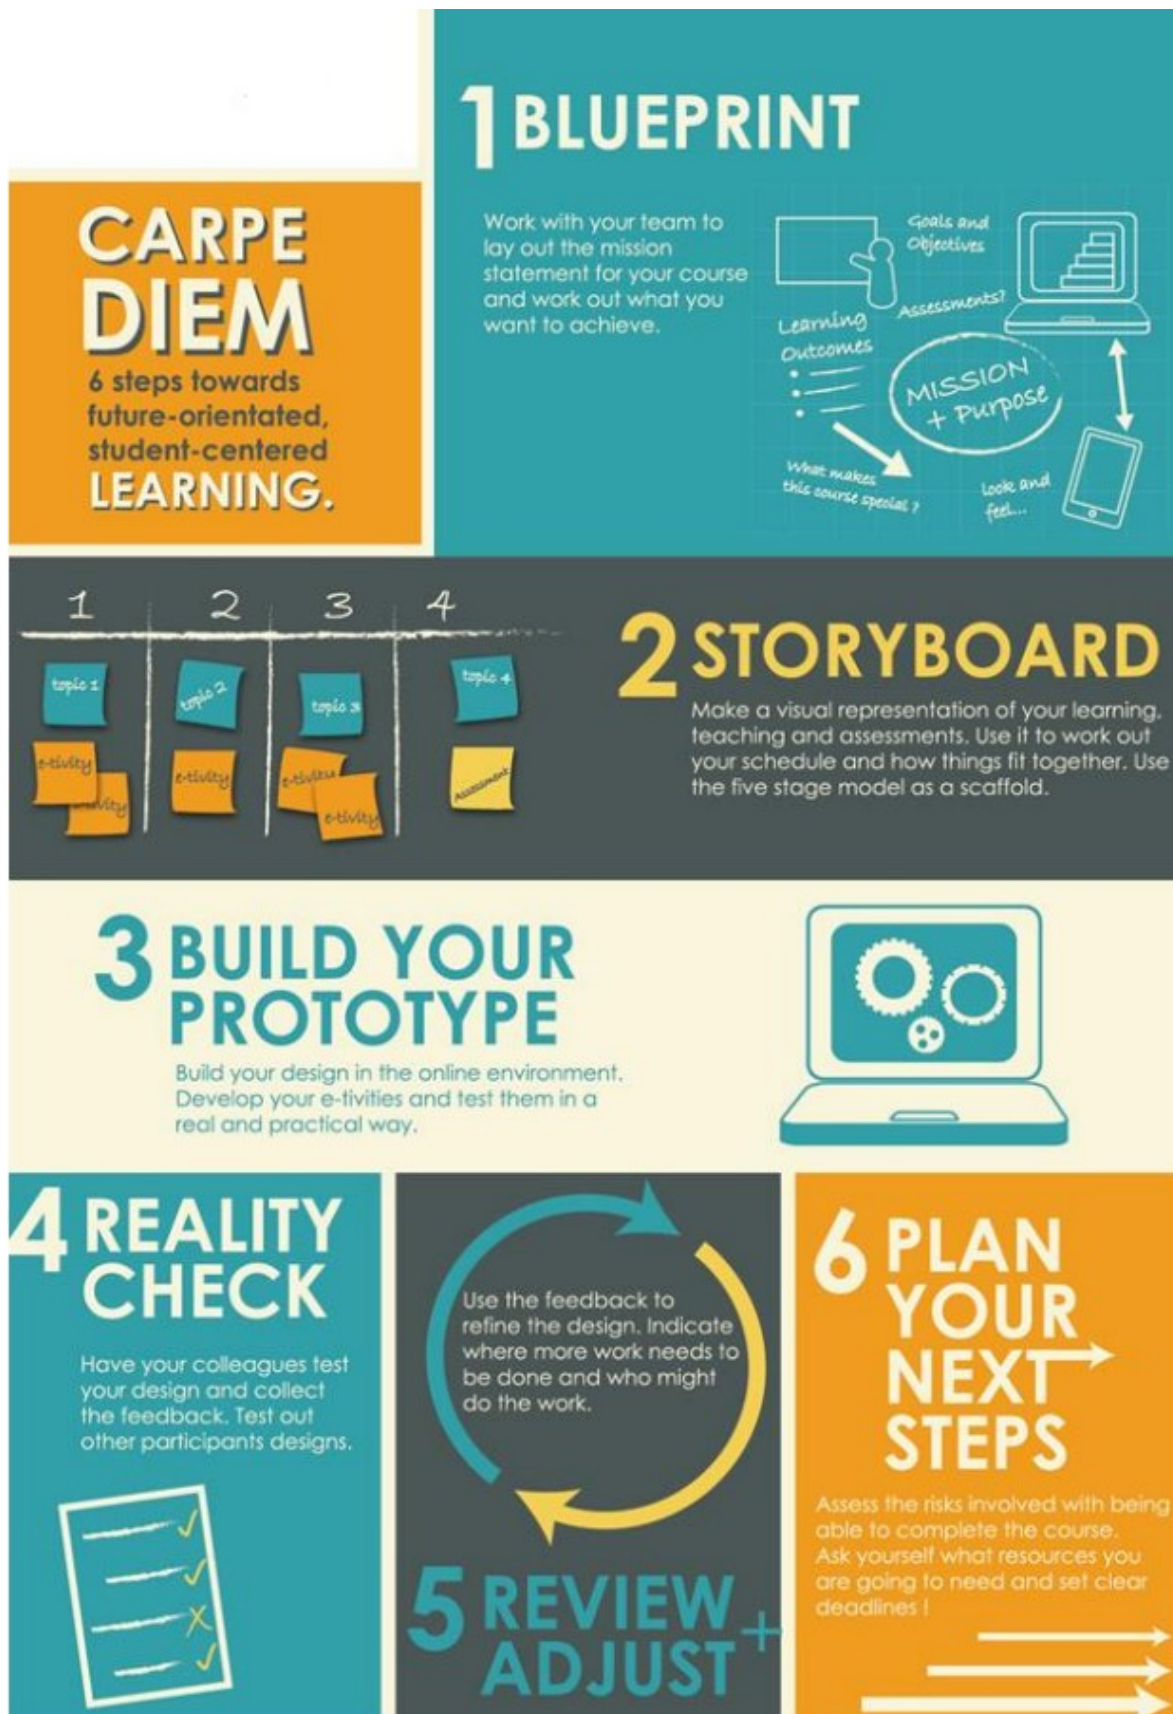 CARPE
DIEM
6 steps towards
future-orientated,
student-centered
LEARNING.
1 BLUEPRINT
Work with your team to
lay out the mission
statement for your course
and work out what you
want to achieve.
Goals and
Objectives
Assessments?
Learning
Outcomes
MISSION
+ Purpose
What makes
this course special ?
Look and
feel...
1 2 3 4
topic 1
topic 2
topic 3
topic 4
e-tivity
e-tivity
e-tivity
e-tivity
e-tivity
Assessment
2 STORYBOARD
Make a visual representation of your learning,
teaching and assessments. Use it to work out
your schedule and how things fit together. Use
the five stage model as a scaffold.
3 BUILD YOUR
PROTOTYPE
Build your design in the online environment.
Develop your e-tivities and test them in a
real and practical way.
4 REALITY
CHECK
Have your colleagues test
your design and collect
the feedback. Test out
other participants designs.
Use the feedback to
refine the design. Indicate
where more work needs to
be done and who might
do the work.
5 REVIEW +
ADJUST
6 PLAN
YOUR
NEXT
STEPS
Assess the risks involved with being
able to complete the course.
Ask yourself what resources you
are going to need and set clear
deadlines !